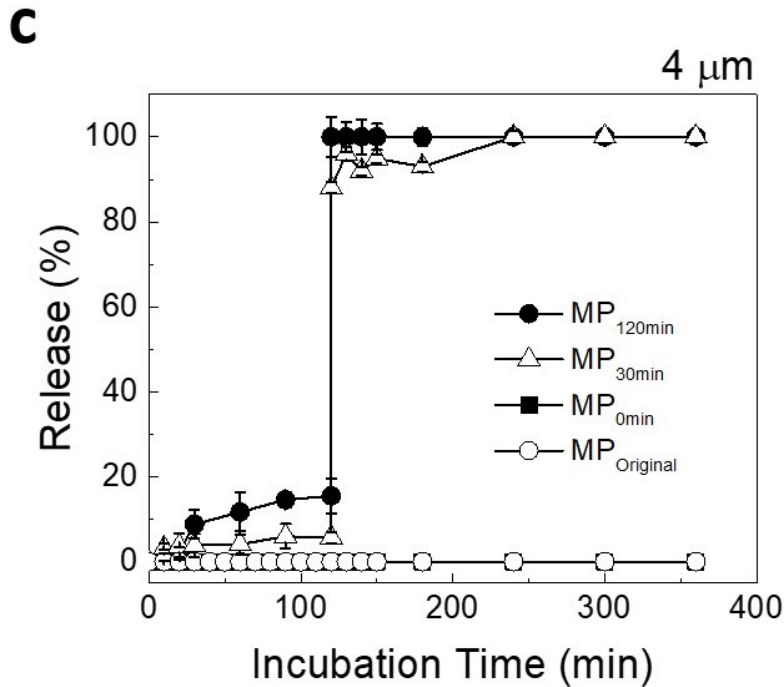 c
4 μm
100
80
60
40
20
0
Release (%)
MP120min
MP30min
MP0min
MPOriginal
0 100 200 300 400
Incubation Time (min)